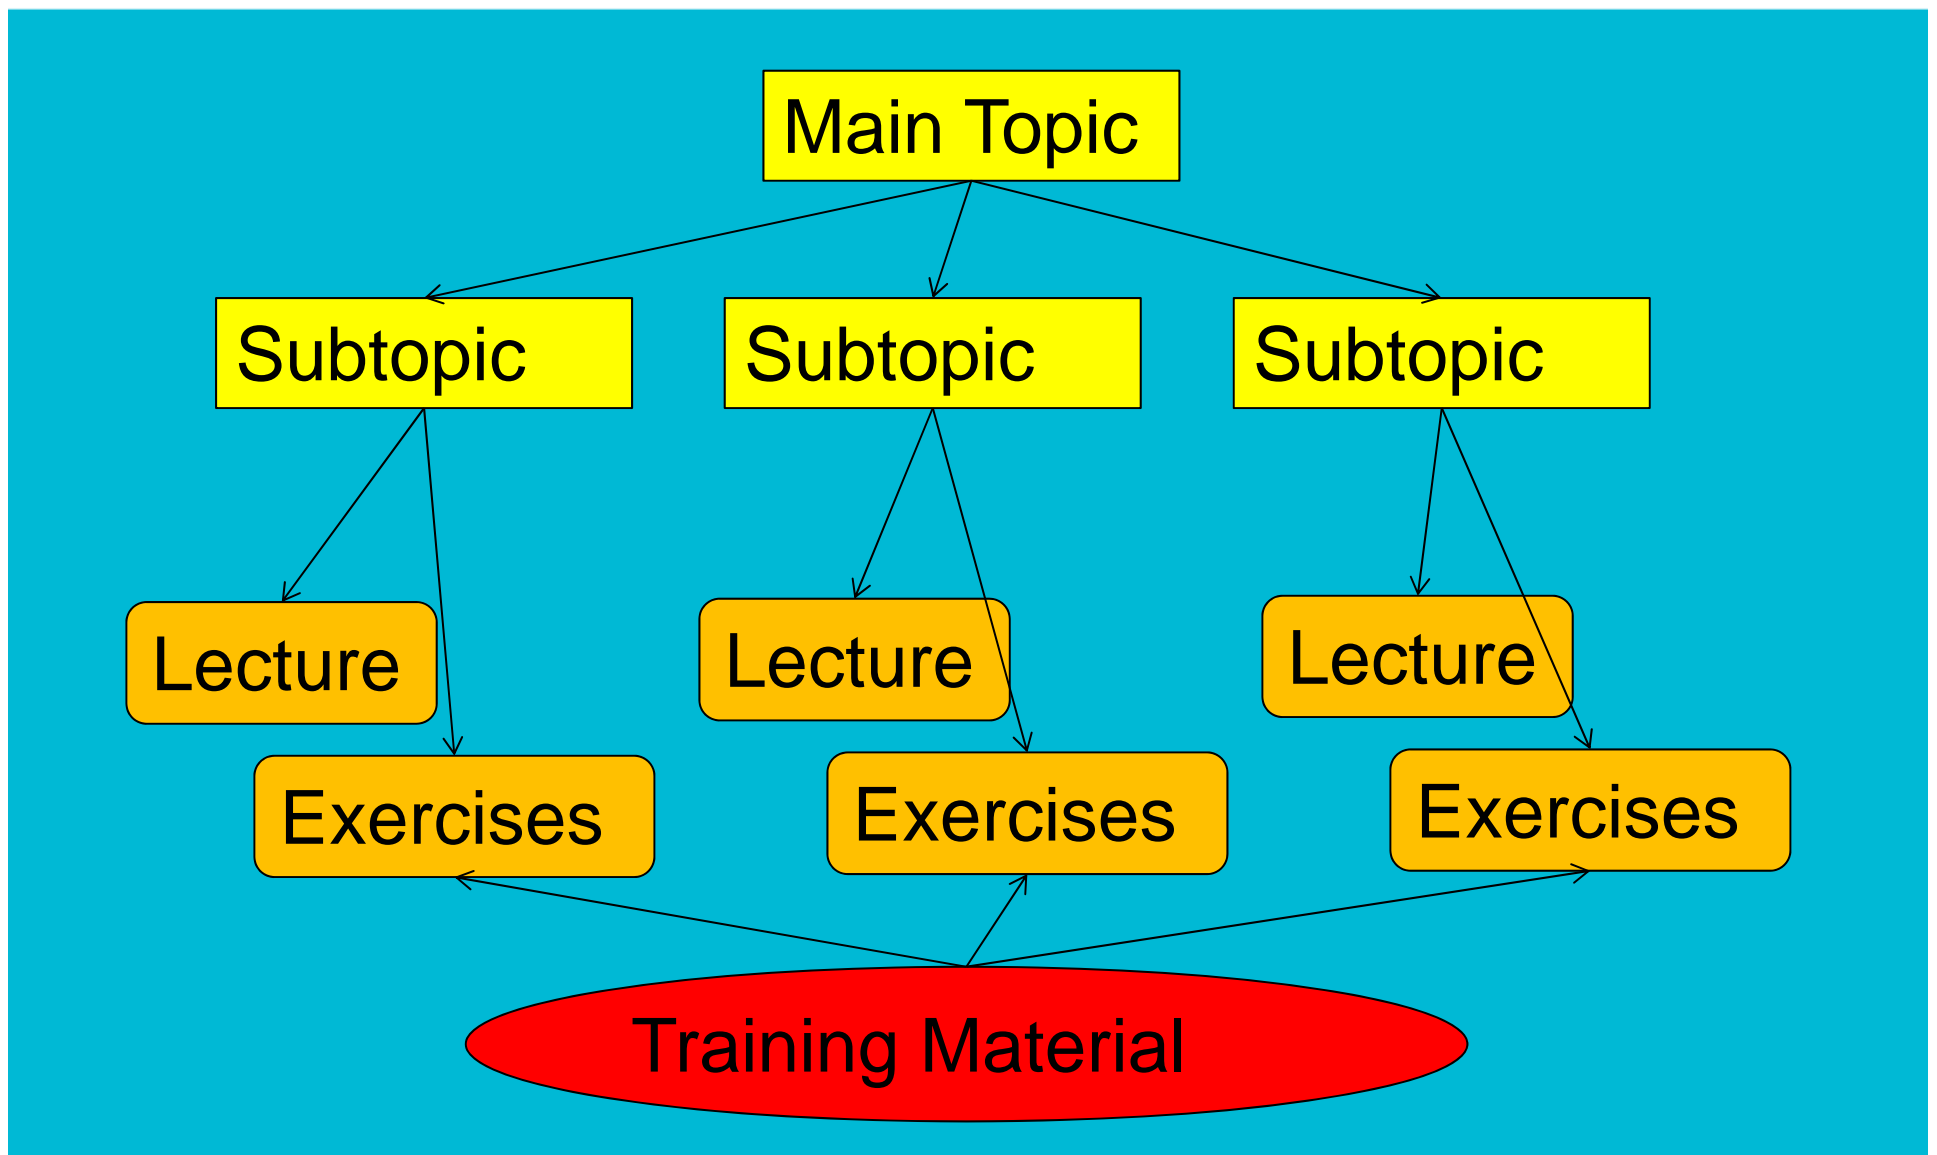 Main Topic
Subtopic
Subtopic
Subtopic
Lecture
Lecture
Lecture
Exercises
Exercises
Exercises
Training Material